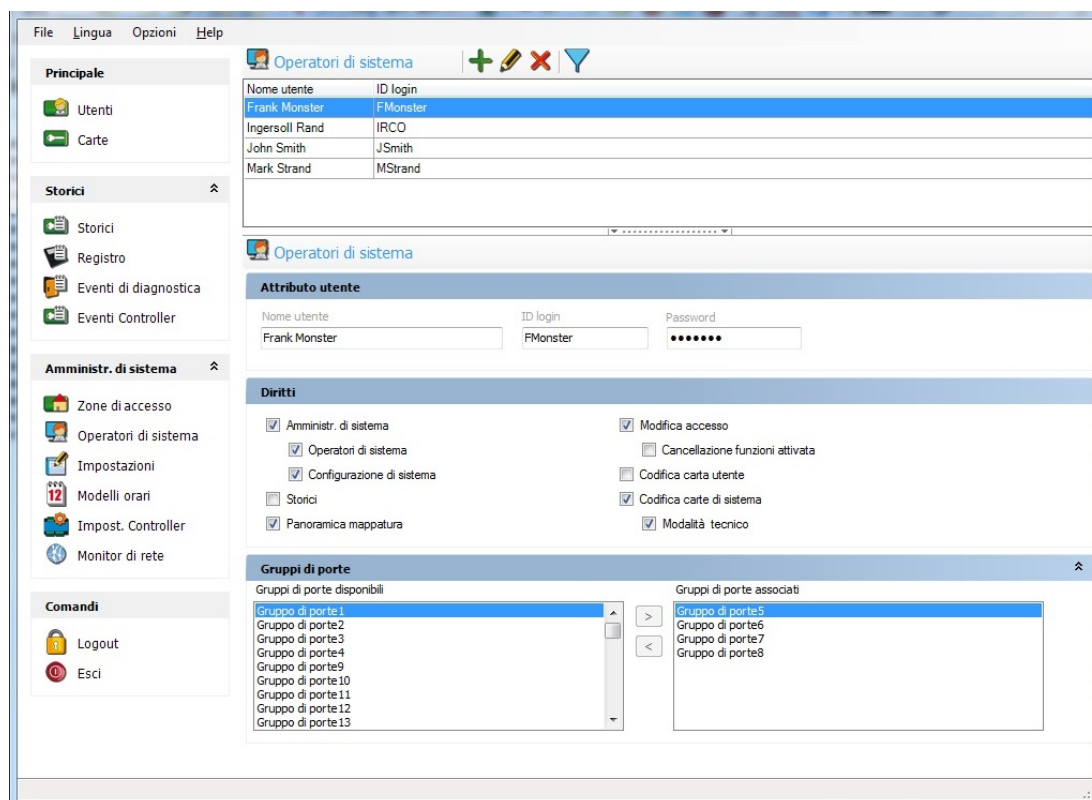 File Lingua Opzioni Help
Principale
Utenti
Carte
Storici
Storici
Registro
Eventi di diagnostica
Eventi Controller
Amministr. di sistema
Zone di accesso
Operatori di sistema
Impostazioni
12
Modelli orari
Impost. Controller
Monitor di rete
Comandi
Logout
Esci
Operatori di sistema
Nome utente ID login
Frank Monster FMonster
Ingersoll Rand IRCO
John Smith JSmith
Mark Strand MStrand
Operatori di sistema
Attributo utente
Nome utente ID login Password
Frank Monster FMonster •••••••
Diritti
Amministr. di sistema
Operatori di sistema
Configurazione di sistema
Storici
Panoramica mappatura
Modifica accesso
Cancellazione funzioni attivata
Codifica carta utente
Codifica carte di sistema
Modalità tecnico
Gruppi di porte
Gruppi di porte disponibili
Gruppo di porte1
Gruppo di porte2
Gruppo di porte3
Gruppo di porte4
Gruppo di porte9
Gruppo di porte10
Gruppo di porte11
Gruppo di porte12
Gruppo di porte13
>
<
Gruppi di porte associati
Gruppo di porte5
Gruppo di porte6
Gruppo di porte7
Gruppo di porte8